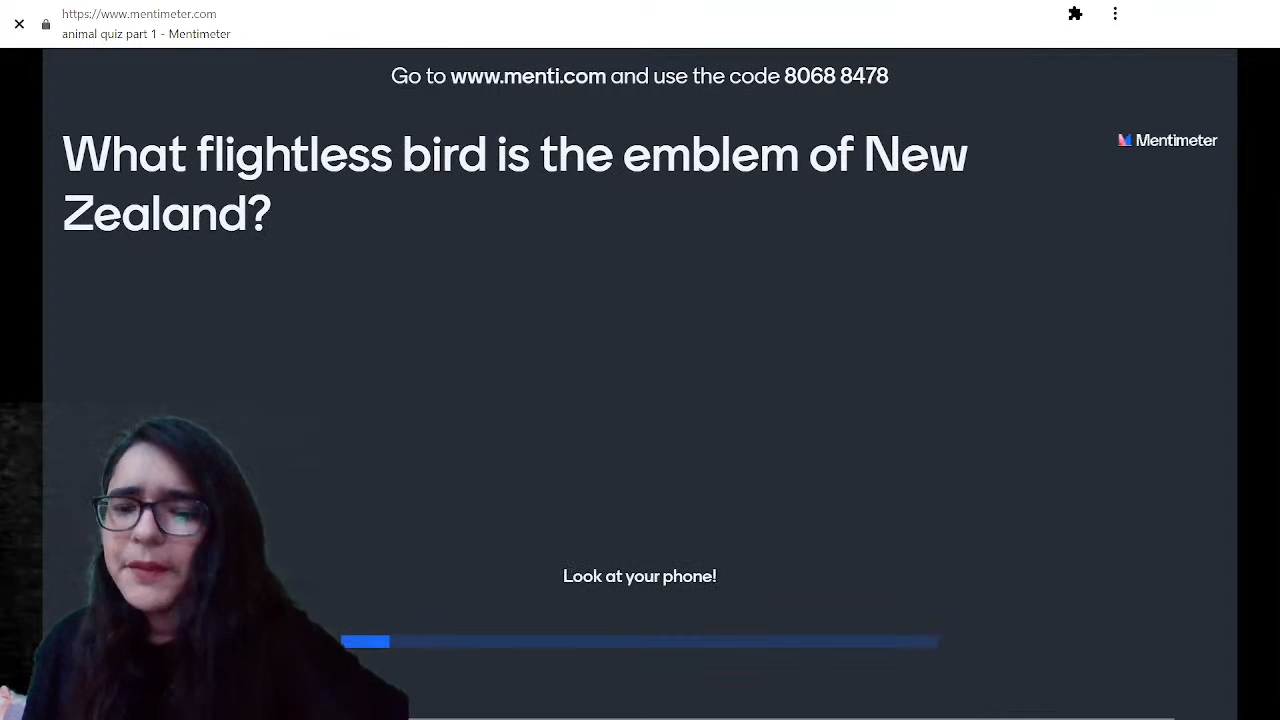 https://www.mentimeter.com
animal quiz part 1 - Mentimeter
Go to www.menti.com and use the code 8068 8478
What flightless bird is the emblem of New
Zealand?
Mentimeter
Look at your phone!